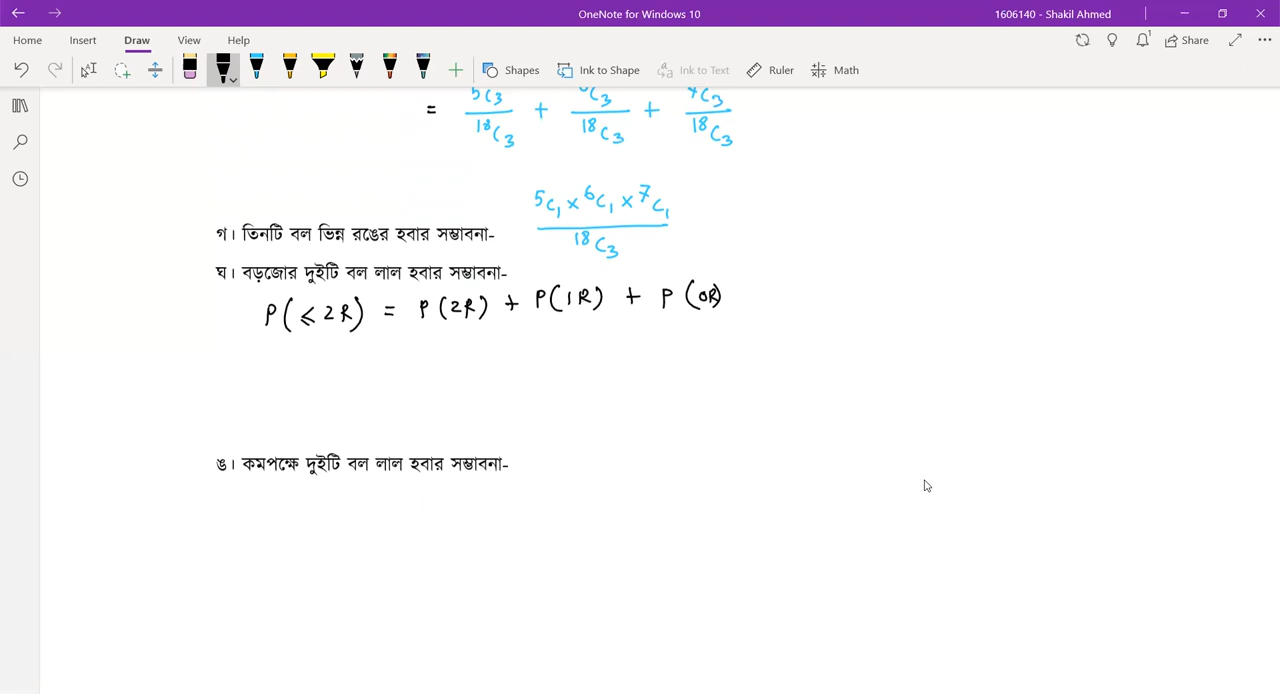 OneNote for Windows 10
1606140 - Shakil Ahmed
Home Insert Draw View Help
Share
Shapes Ink to Shape Ink to Text Ruler Math
= 5C3/18C3 + 6C3/18C3 + 7C3/18C3
গ। তিনটি বল ভিন্ন রঙের হবার সম্ভাবনা- 5C1 × 6C1 × 7C1 / 18C3
ঘ। বড়জোর দুইটি বল লাল হবার সম্ভাবনা-
P(⩽ 2R) = P(2R) + P(1R) + P(0R)
ঙ। কমপক্ষে দুইটি বল লাল হবার সম্ভাবনা-